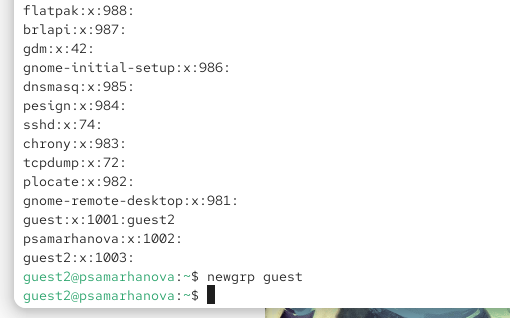 flatpak:x:988:
brlapi:x:987:
gdm:x:42:
gnome-initial-setup:x:986:
dnsmasq:x:985:
pesign:x:984:
sshd:x:74:
chrony:x:983:
tcpdump:x:72:
plocate:x:982:
gnome-remote-desktop:x:981:
guest:x:1001:guest2
psamarhanova:x:1002:
guest2:x:1003:
guest2@psamarhanova:~$ newgrp guest
guest2@psamarhanova:~$